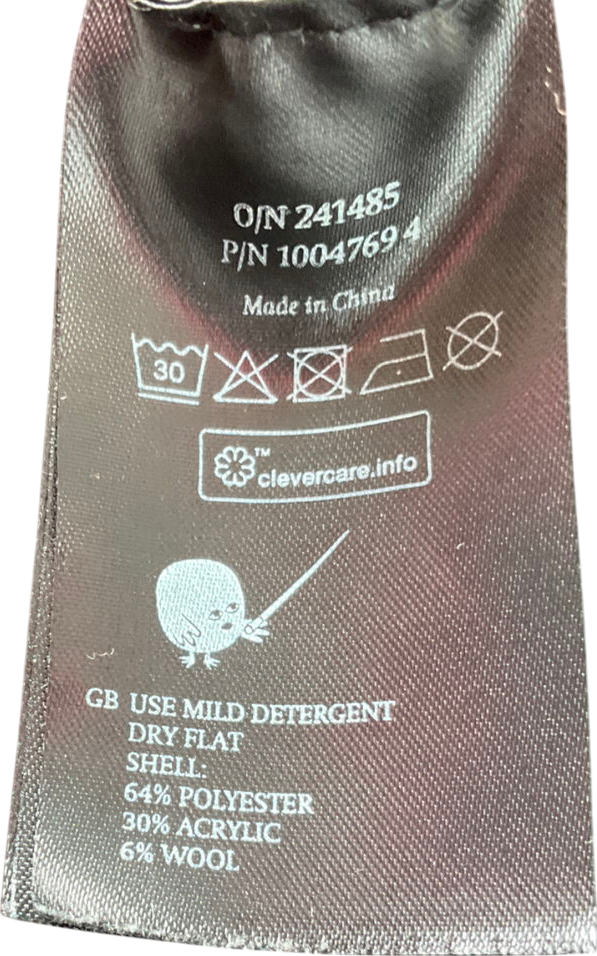 O/N 241485
P/N 1004769 4
Made in China
30
™
clevercare.info
GB USE MILD DETERGENT
DRY FLAT
SHELL:
64% POLYESTER
30% ACRYLIC
6% WOOL